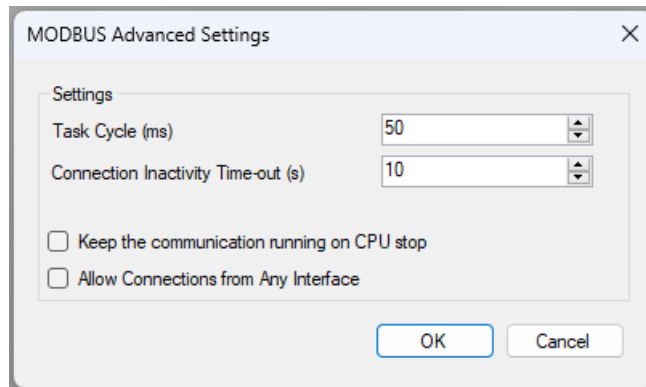 MODBUS Advanced Settings
Settings
Task Cycle (ms) 50
Connection Inactivity Time-out (s) 10
Keep the communication running on CPU stop
Allow Connections from Any Interface
OK Cancel